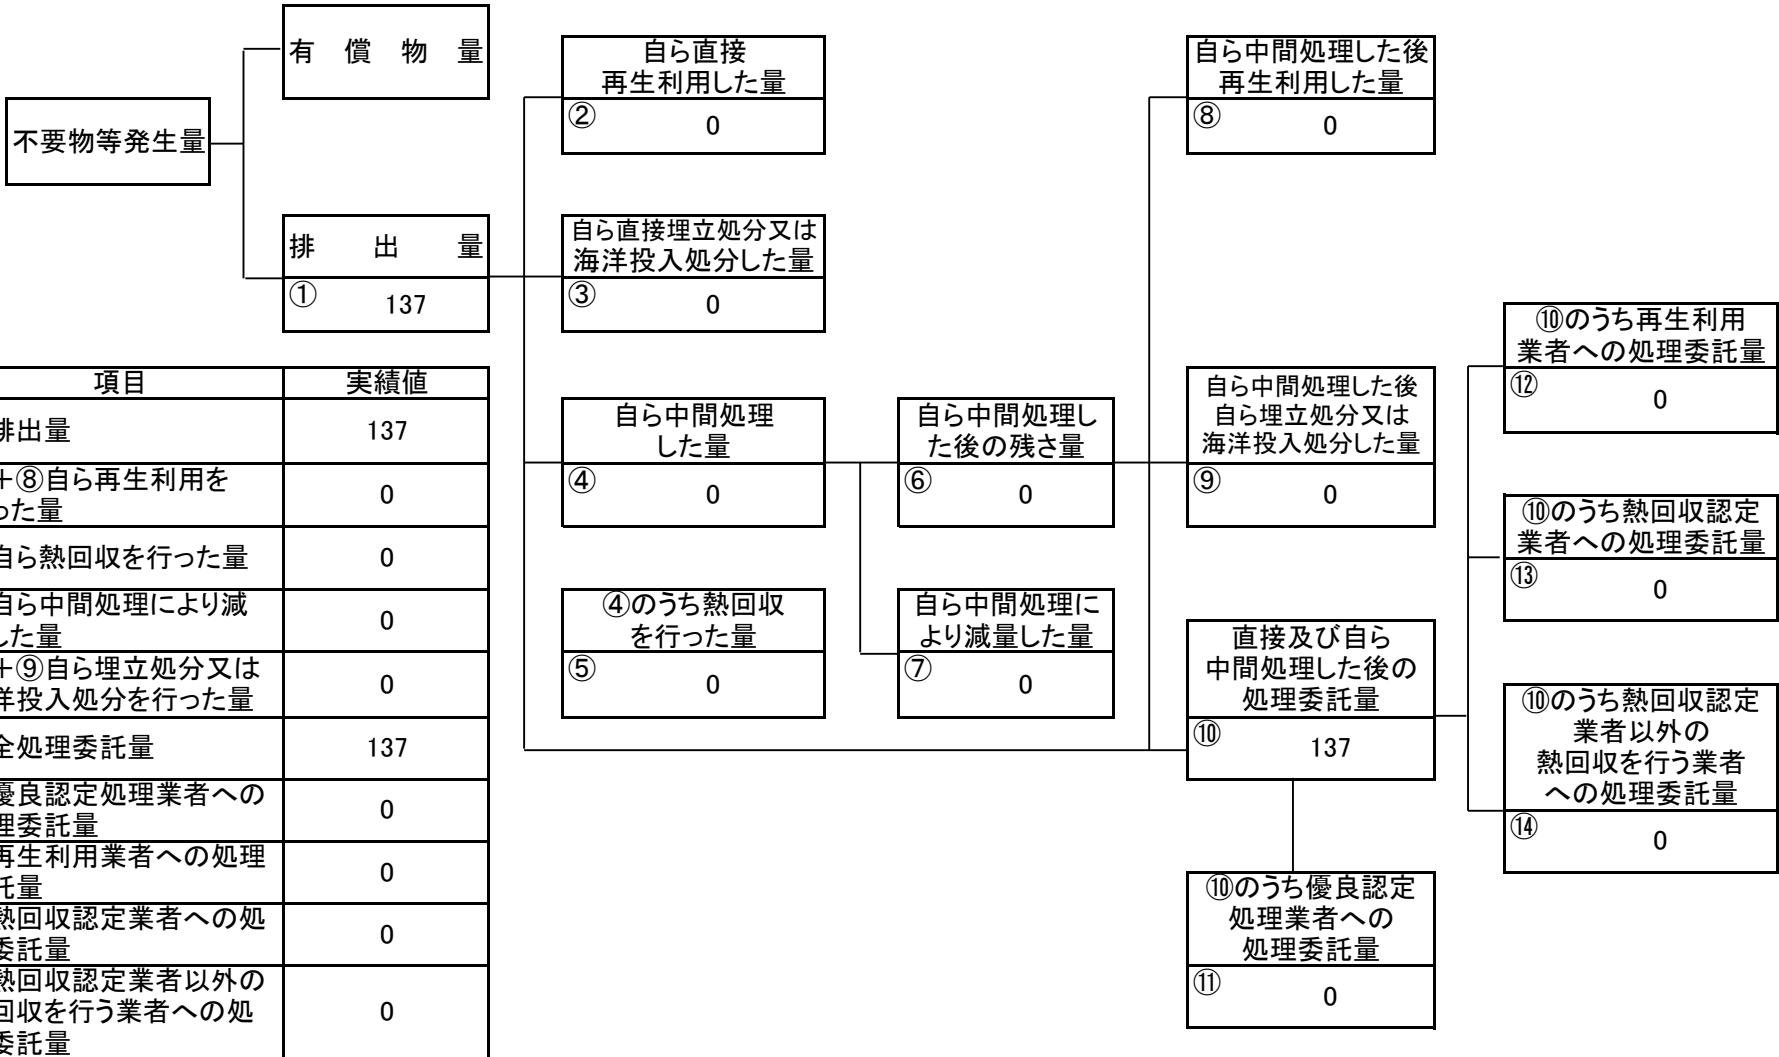 有償物量
不要物等発生量
排出量
① 137
自ら直接
再生利用した量
② 0
自ら直接埋立処分又は
海洋投入処分した量
③ 0
自ら中間処理
した量
④ 0
④のうち熱回収
を行った量
⑤ 0
自ら中間処理し
た後の残さ量
⑥ 0
自ら中間処理に
より減量した量
⑦ 0
自ら中間処理した後
再生利用した量
⑧ 0
自ら中間処理した後
自ら埋立処分又は
海洋投入処分した量
⑨ 0
直接及び自ら
中間処理した後の
処理委託量
⑩ 137
⑩のうち優良認定
処理業者への
処理委託量
⑪ 0
⑩のうち再生利用
業者への処理委託量
⑫ 0
⑩のうち熱回収認定
業者への処理委託量
⑬ 0
⑩のうち熱回収認定
業者以外の
熱回収を行う業者
への処理委託量
⑭ 0
項目 実績値
排出量 137
+⑧自ら再生利用を
った量 0
自ら熱回収を行った量 0
自ら中間処理により減
した量 0
+⑨自ら埋立処分又は
洋投入処分を行った量 0
全処理委託量 137
優良認定処理業者への
理委託量 0
再生利用業者への処理
託量 0
熱回収認定業者への処
委託量 0
熱回収認定業者以外の
回収を行う業者への処
委託量 0